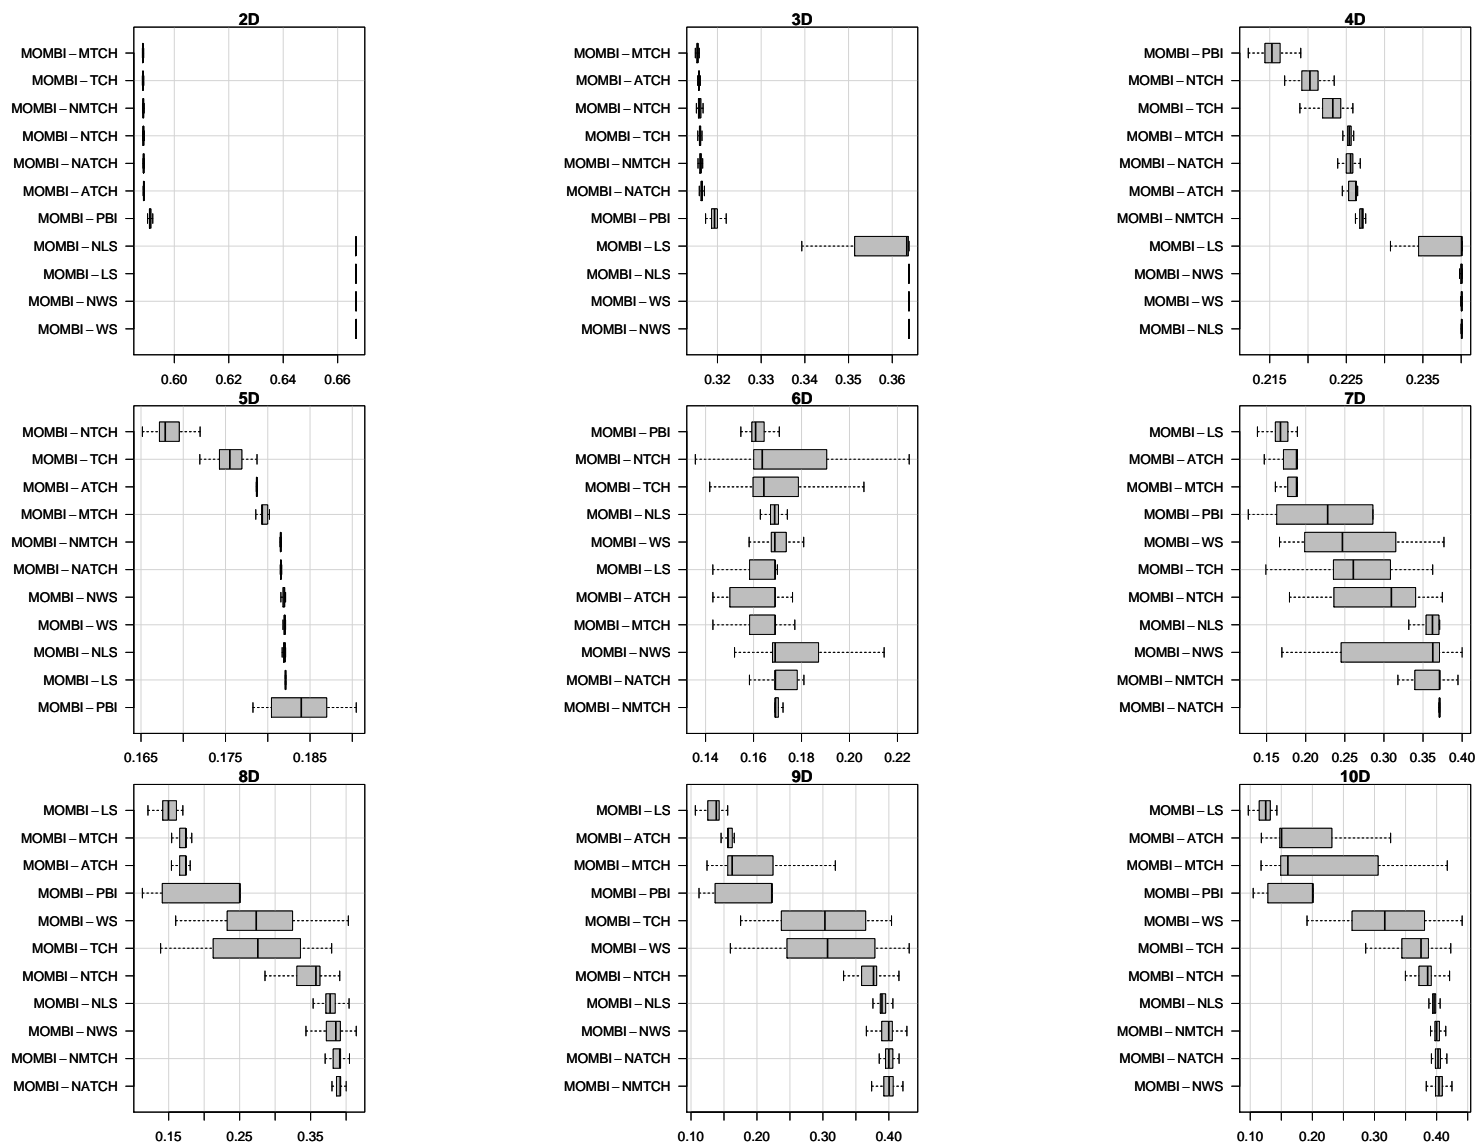 2D
MOMBI−MTCH
MOMBI−TCH
MOMBI−NMTCH
MOMBI−NTCH
MOMBI−NATCH
MOMBI−ATCH
MOMBI−PBI
MOMBI−NLS
MOMBI−LS
MOMBI−NWS
MOMBI−WS
0.60 0.62 0.64 0.66
3D
MOMBI−MTCH
MOMBI−ATCH
MOMBI−NTCH
MOMBI−TCH
MOMBI−NMTCH
MOMBI−NATCH
MOMBI−PBI
MOMBI−LS
MOMBI−NLS
MOMBI−WS
MOMBI−NWS
0.32 0.33 0.34 0.35 0.36
4D
MOMBI−PBI
MOMBI−NTCH
MOMBI−TCH
MOMBI−MTCH
MOMBI−NATCH
MOMBI−ATCH
MOMBI−NMTCH
MOMBI−LS
MOMBI−NWS
MOMBI−WS
MOMBI−NLS
0.215 0.225 0.235
5D
MOMBI−NTCH
MOMBI−TCH
MOMBI−ATCH
MOMBI−MTCH
MOMBI−NMTCH
MOMBI−NATCH
MOMBI−NWS
MOMBI−WS
MOMBI−NLS
MOMBI−LS
MOMBI−PBI
0.165 0.175 0.185
6D
MOMBI−PBI
MOMBI−NTCH
MOMBI−TCH
MOMBI−NLS
MOMBI−WS
MOMBI−LS
MOMBI−ATCH
MOMBI−MTCH
MOMBI−NWS
MOMBI−NATCH
MOMBI−NMTCH
0.14 0.16 0.18 0.20 0.22
7D
MOMBI−LS
MOMBI−ATCH
MOMBI−MTCH
MOMBI−PBI
MOMBI−WS
MOMBI−TCH
MOMBI−NTCH
MOMBI−NLS
MOMBI−NWS
MOMBI−NMTCH
MOMBI−NATCH
0.15 0.20 0.25 0.30 0.35 0.40
8D
MOMBI−LS
MOMBI−MTCH
MOMBI−ATCH
MOMBI−PBI
MOMBI−WS
MOMBI−TCH
MOMBI−NTCH
MOMBI−NLS
MOMBI−NWS
MOMBI−NMTCH
MOMBI−NATCH
0.15 0.25 0.35
9D
MOMBI−LS
MOMBI−ATCH
MOMBI−MTCH
MOMBI−PBI
MOMBI−TCH
MOMBI−WS
MOMBI−NTCH
MOMBI−NLS
MOMBI−NWS
MOMBI−NATCH
MOMBI−NMTCH
0.10 0.20 0.30 0.40
10D
MOMBI−LS
MOMBI−ATCH
MOMBI−MTCH
MOMBI−PBI
MOMBI−WS
MOMBI−TCH
MOMBI−NTCH
MOMBI−NLS
MOMBI−NMTCH
MOMBI−NATCH
MOMBI−NWS
0.10 0.20 0.30 0.40